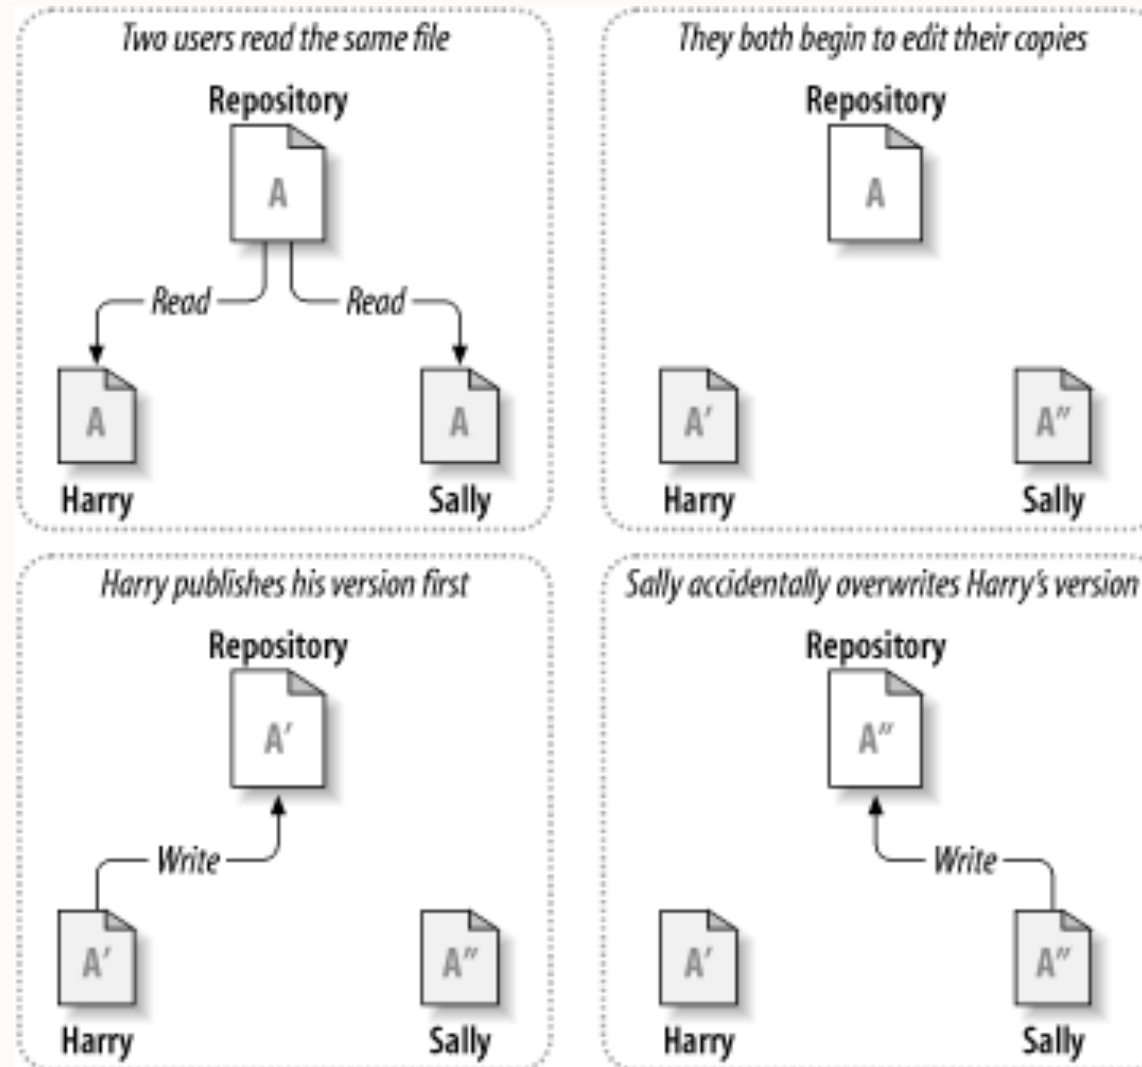 Two users read the same file
Repository
A
Read
Read
A
A
Harry
Sally
They both begin to edit their copies
Repository
A
A′
A″
Harry
Sally
Harry publishes his version first
Repository
A′
Write
A′
A″
Harry
Sally
Sally accidentally overwrites Harry's version
Repository
A″
Write
A′
A″
Harry
Sally